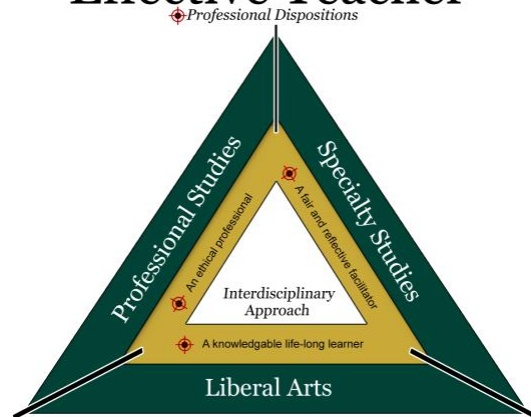 Effective Teacher
Professional Dispositions
Professional Studies
Specialty Studies
An ethical professional
A fair and reflective facilitator
Interdisciplinary
Approach
A knowledgable life-long learner
Liberal Arts